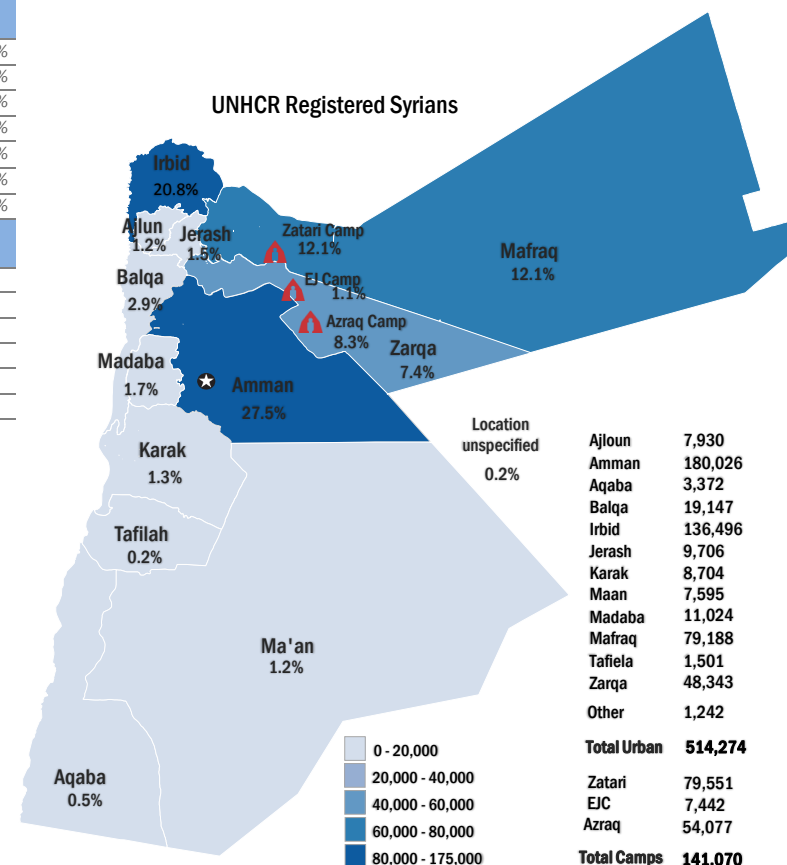 %
%
%
%
%
%
%
UNHCR Registered Syrians
Irbid
20.8%
Ajlun
1.2%
Jerash
1.5%
Zatari Camp
12.1%
Mafraq
12.1%
Balqa
2.9%
EJ Camp
1.1%
Azraq Camp
8.3%
Zarqa
7.4%
Madaba
1.7%
Amman
27.5%
Karak
1.3%
Location
unspecified
0.2%
Tafilah
0.2%
Ma'an
1.2%
Aqaba
0.5%
Ajloun 7,930
Amman 180,026
Aqaba 3,372
Balqa 19,147
Irbid 136,496
Jerash 9,706
Karak 8,704
Maan 7,595
Madaba 11,024
Mafraq 79,188
Tafiela 1,501
Zarqa 48,343
Other 1,242
Total Urban 514,274
Zatari 79,551
EJC 7,442
Azraq 54,077
Total Camps 141,070
0 - 20,000
20,000 - 40,000
40,000 - 60,000
60,000 - 80,000
80,000 - 175,000